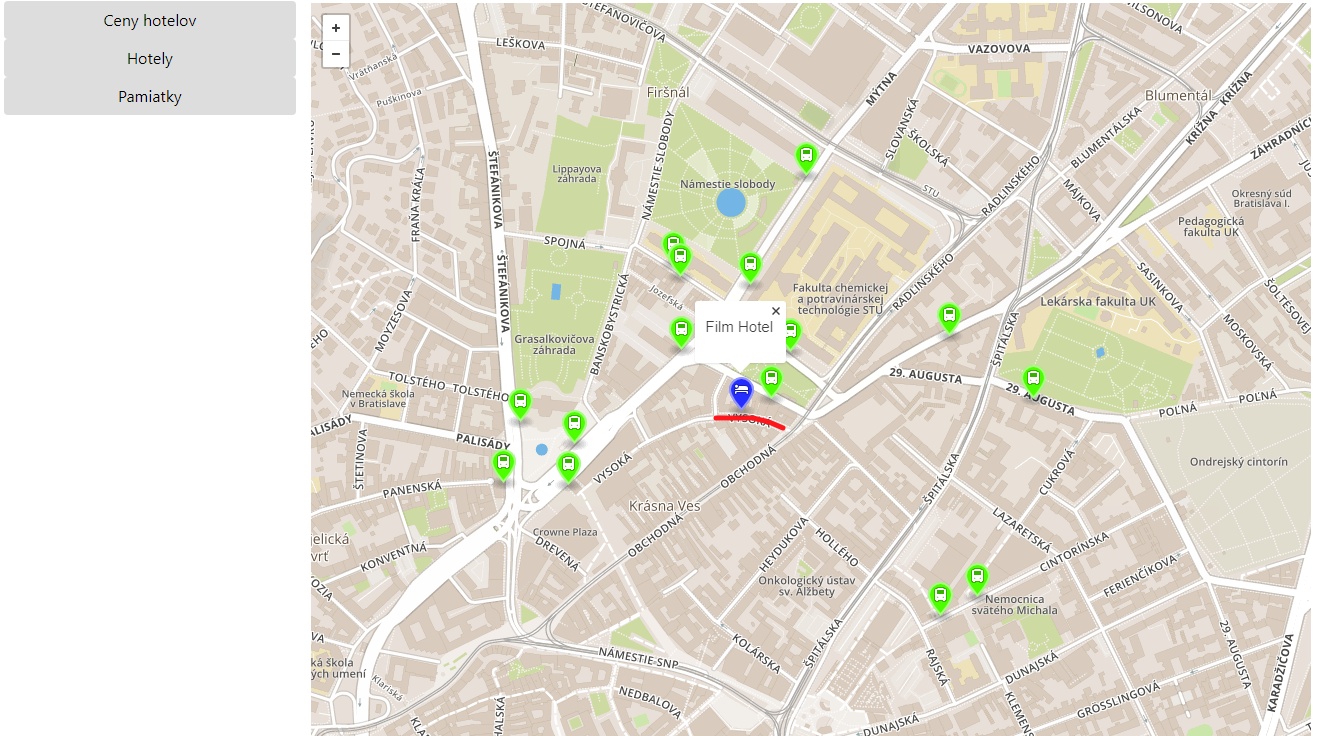 Ceny hotelov
Hotely
Pamiatky
+
−
ŠTEFANOVIČOVA
LEŠKOVA
Vratňanská
Puškinova
Firšnál
VAZOVOVA
Blumentál
MÝTNA
KRÍŽNA
KRÍŽNA
SLOVANSKÁ
ŠKOLSKÁ
BLUMENTÁLSKA
ZÁHRADNÍCKA
ŠTEFÁNIKOVA
NÁMESTIE SLOBODY
Lippayova
záhrada
Námestie slobody
STU
RADLINSKÉHO
MÁJKOVA
Okresný súd
Bratislava I.
FRAŇA KRÁĽA
SPOJNÁ
Pedagogická
fakulta UK
ŠTEFÁNIKOVA
SASINKOVA
RADLINSKÉHO
Jozefská
Fakulta chemickej
a potravinárskej
technológie STU
Lekárska fakulta UK
ŠOLTÉSOVEJ
MOYZESOVA
BANSKOBYSTRICKÁ
Film Hotel
×
ŠPITÁLSKA
MOSKOVSKÁ
Grasalkovičova
záhrada
TOLSTÉHO
TOLSTÉHO
29. AUGUSTA
29. AUGUSTA
Nemecká škola
v Bratislave
POĽNÁ
POĽNÁ
PALISÁDY
PALISÁDY
VYSOKÁ
ŠTETINOVA
VYSOKÁ
OBCHODNÁ
ŠPITÁLSKA
CUKROVÁ
Ondrejský cintorín
PANENSKÁ
Krásna Ves
LAZARETSKÁ
OBCHODNÁ
HEYDUKOVA
HOLLÉHO
Crowne Plaza
DREVENÁ
KONVENTNÁ
CINTORÍNSKA
FERIENČÍKOVA
Onkologický ústav
sv. Alžbety
Nemocnica
svätého Michala
KOLÁRSKA
ŠPITÁLSKA
29. AUGUSTA
NÁMESTIE SNP
RAJSKÁ
DUNAJSKÁ
KARADŽIČOVA
Klariská
NEDBALOVA
GRÖSSLINGOVÁ
DUNAJSKÁ